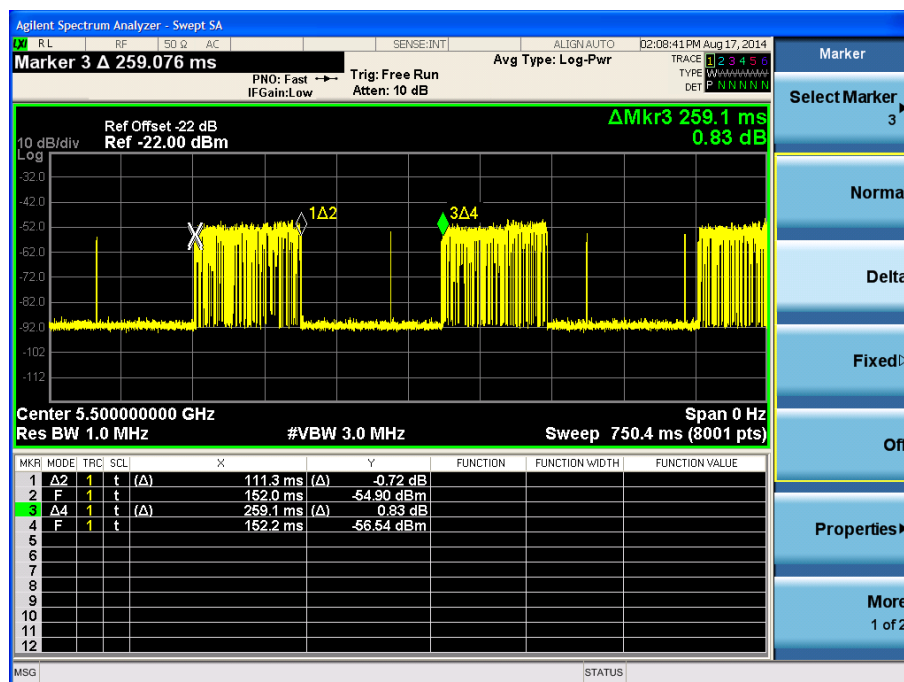 Agilent Spectrum Analyzer - Swept SA
LXI RL RF 50 Ω AC SENSE:INT ALIGN AUTO 02:08:41 PM Aug 17, 2014
Marker 3 Δ 259.076 ms
PNO: Fast
IFGain:Low
Trig: Free Run
Atten: 10 dB
Avg Type: Log-Pwr
TRACE 1 2 3 4 5 6
TYPE WWWWWW
DET P N N N N N
Ref Offset -22 dB
10 dB/div Ref -22.00 dBm
Log
ΔMkr3 259.1 ms
0.83 dB
-32.0
-42.0
-52.0
-62.0
-72.0
-82.0
-92.0
-102
-112
X
1Δ2
3Δ4
Center 5.500000000 GHz Span 0 Hz
Res BW 1.0 MHz #VBW 3.0 MHz Sweep 750.4 ms (8001 pts)
MKR MODE TRC SCL X Y FUNCTION FUNCTION WIDTH FUNCTION VALUE
1 Δ2 1 t (Δ) 111.3 ms (Δ) -0.72 dB
2 F 1 t 152.0 ms -54.90 dBm
3 Δ4 1 t (Δ) 259.1 ms (Δ) 0.83 dB
4 F 1 t 152.2 ms -56.54 dBm
5
6
7
8
9
10
11
12
MSG STATUS
Marker
Select Marker
3
Norma
Delta
Fixed
Off
Properties
More
1 of 2